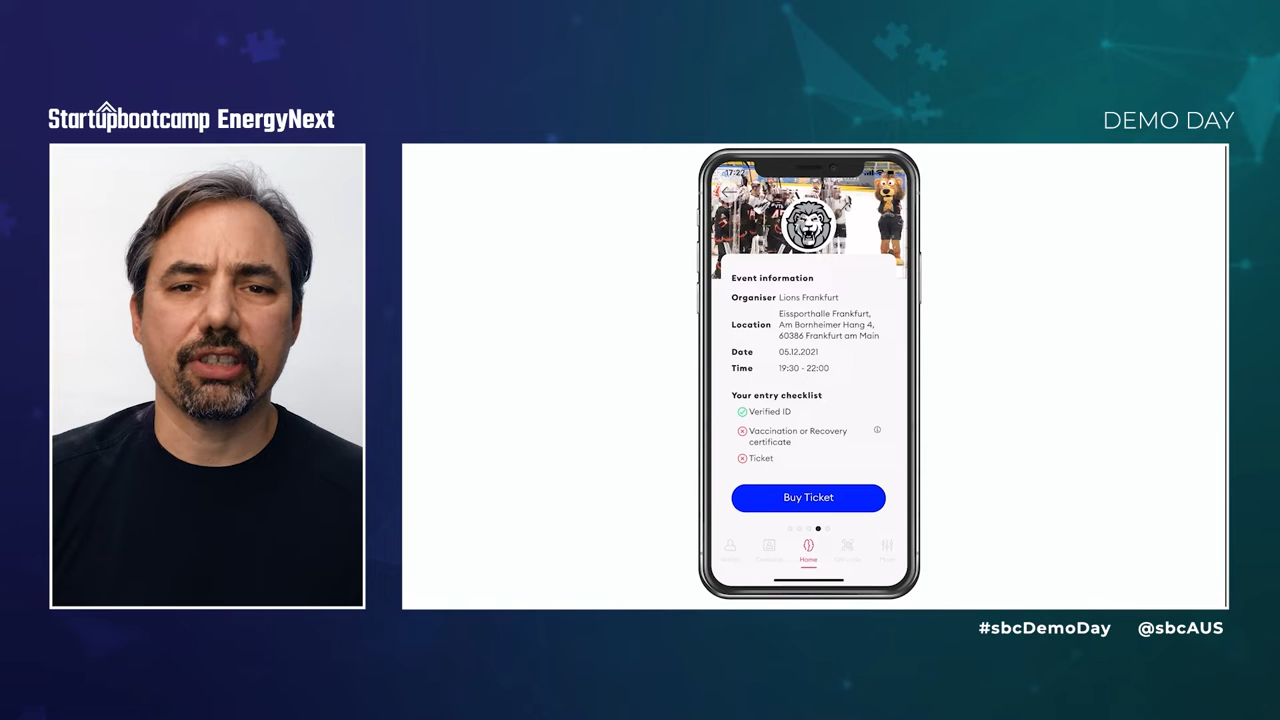 Startupbootcamp EnergyNext
DEMO DAY
17:22
Event information
Organiser Lions Frankfurt
Location Eissporthalle Frankfurt,
Am Bornheimer Hang 4,
60386 Frankfurt am Main
Date 05.12.2021
Time 19:30 - 22:00
Your entry checklist
Verified ID
Vaccination or Recovery
certificate
Ticket
Buy Ticket
Home
#sbcDemoDay @sbcAUS